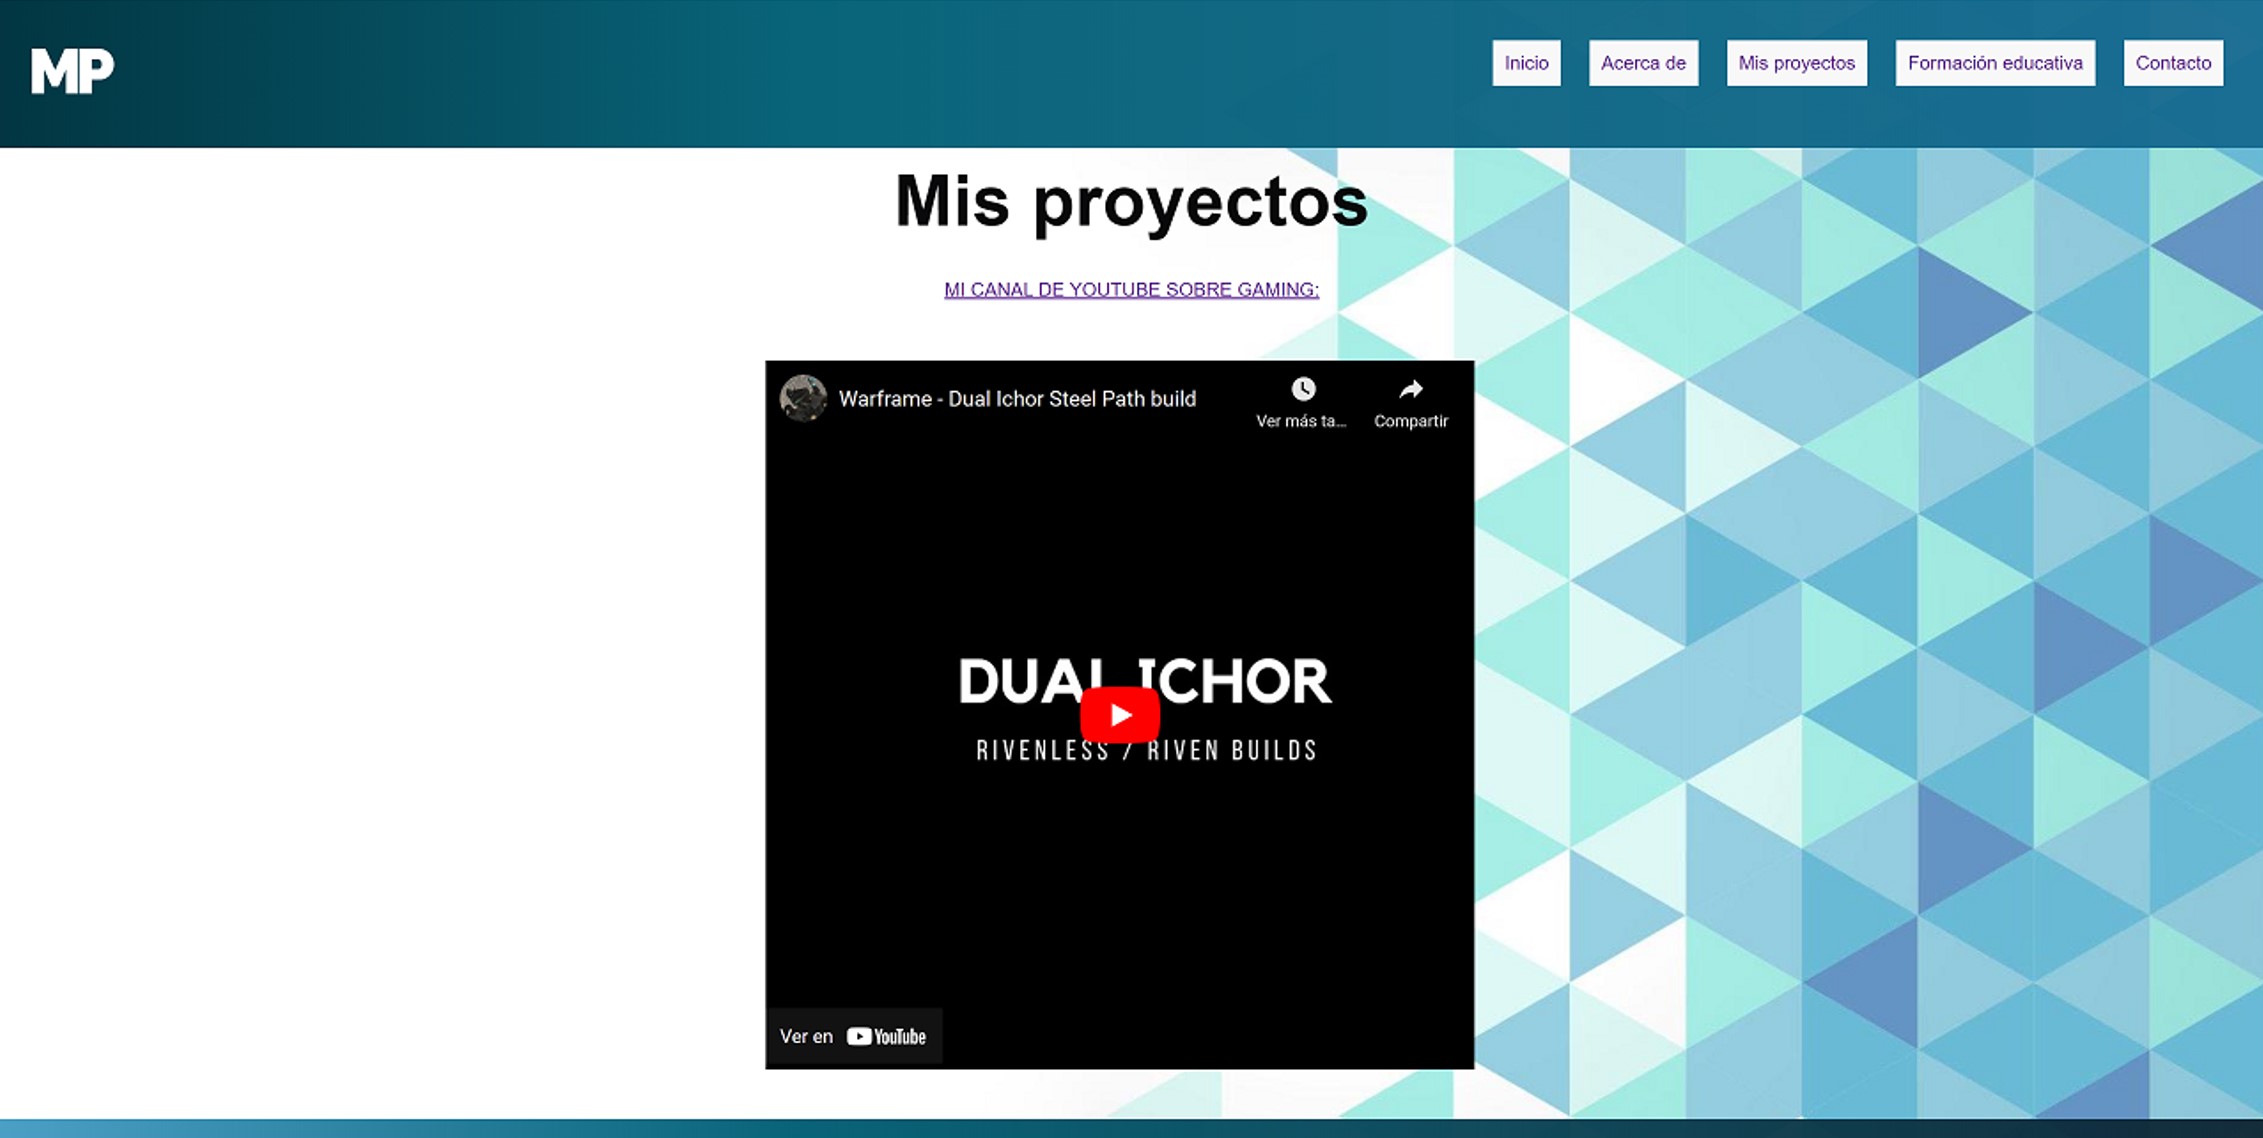 MP
Inicio Acerca de Mis proyectos Formación educativa Contacto
Mis proyectos
MI CANAL DE YOUTUBE SOBRE GAMING:
Warframe - Dual Ichor Steel Path build
Ver más ta... Compartir
DUAL ICHOR
RIVENLESS / RIVEN BUILDS
Ver en YouTube